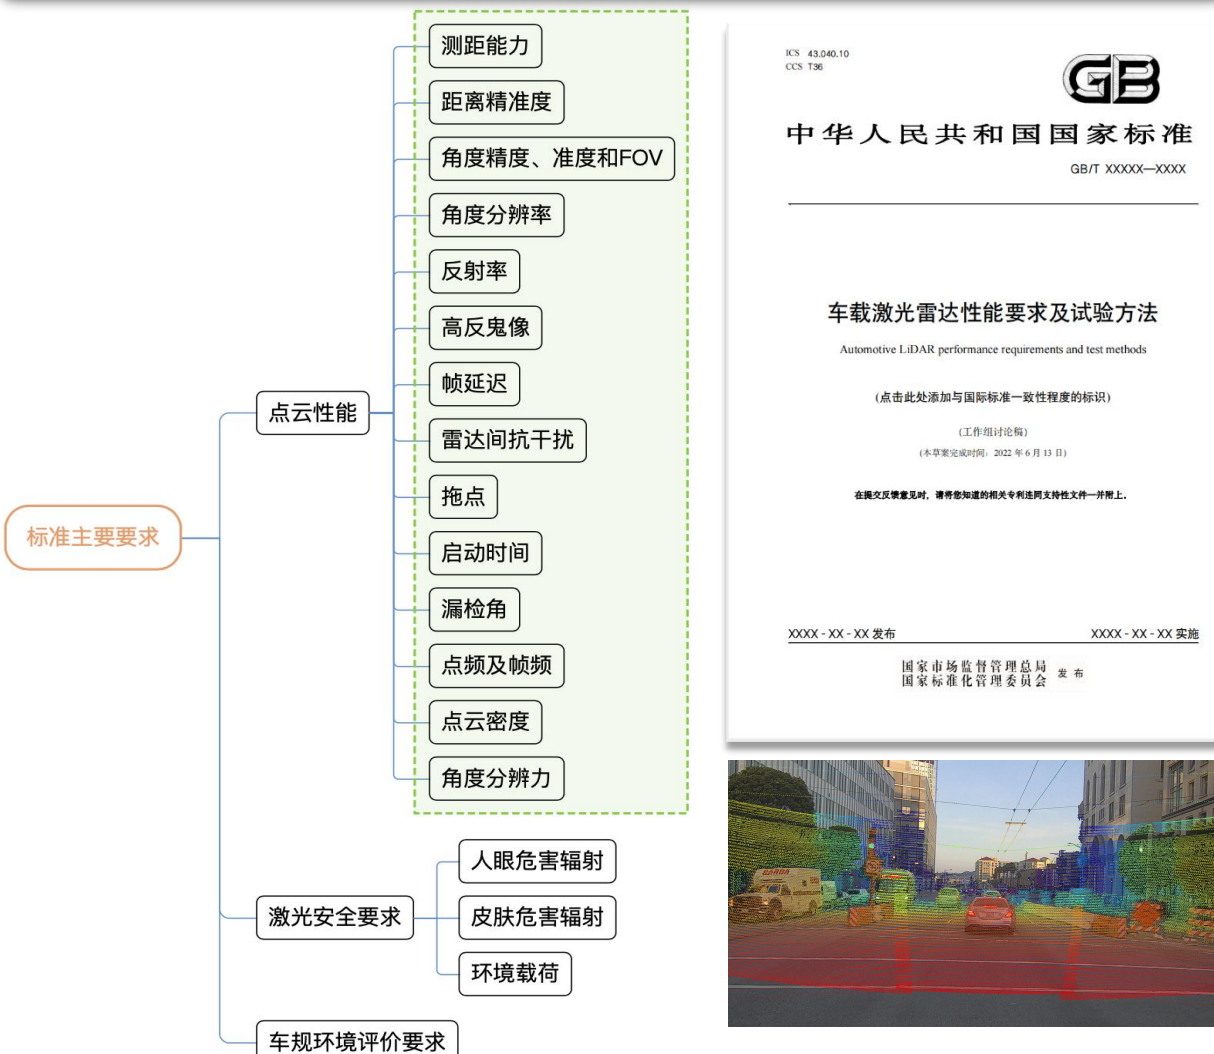 测距能力
距离精准度
角度精度、准度和FOV
角度分辨率
反射率
高反鬼像
帧延迟
点云性能
雷达间抗干扰
拖点
标准主要要求
启动时间
漏检角
点频及帧频
点云密度
角度分辨力
人眼危害辐射
激光安全要求
皮肤危害辐射
环境载荷
车规环境评价要求
ICS 43.040.10
CCS T36
GB
中华人民共和国国家标准
GB/T XXXXX—XXXX
车载激光雷达性能要求及试验方法
Automotive LiDAR performance requirements and test methods
(点击此处添加与国际标准一致性程度的标识)
(工作组讨论稿)
(本草案完成时间：2022 年 6 月 13 日)
在提交反馈意见时，请将您知道的相关专利连同支持性文件一并附上。
XXXX - XX - XX 发布
XXXX - XX - XX 实施
国家市场监督管理总局
国家标准化管理委员会
发布